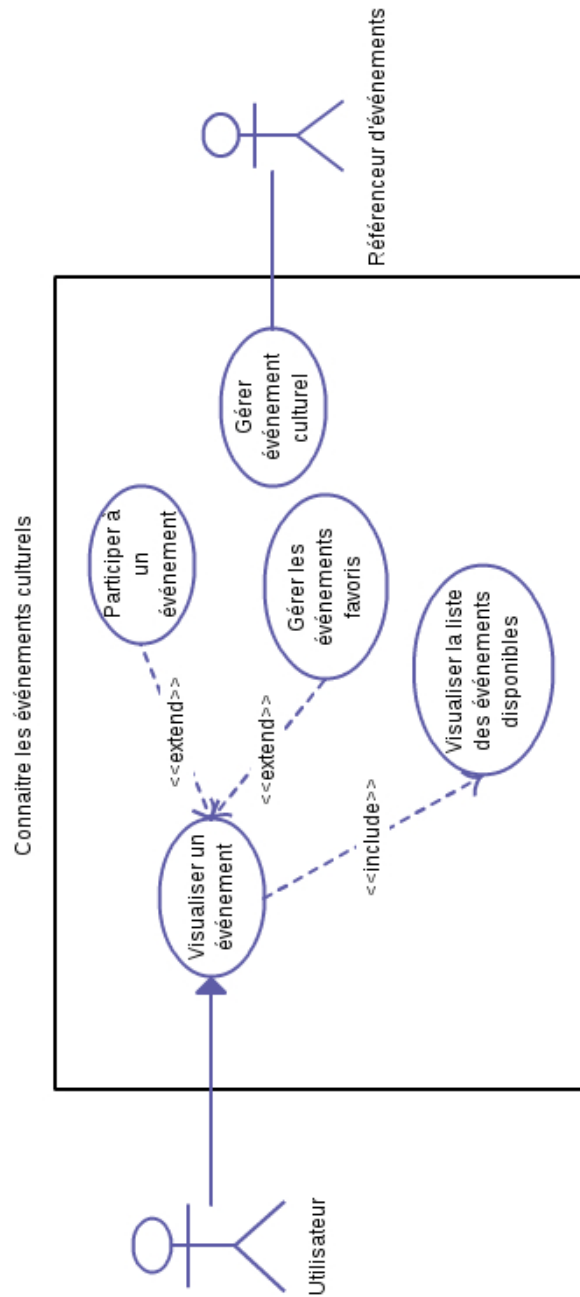 Connaitre les événements culturels
Utilisateur
Visualiser un
événement
<<extend>>
<<extend>>
<<include>>
Participer à
un
événement
Gérer les
événements
favoris
Visualiser la liste
des événements
disponibles
Gérer
événement
culturel
Référenceur d'événements